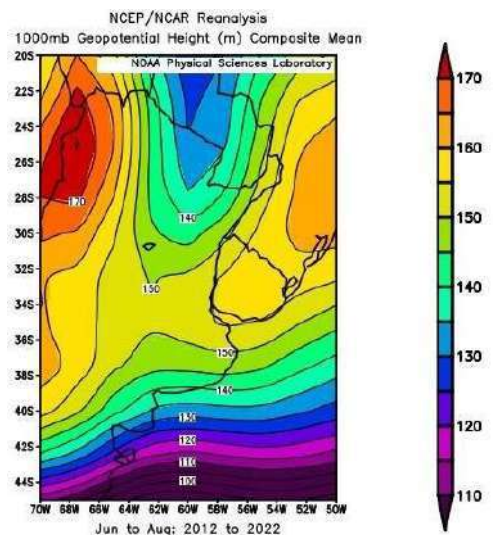 NCEP/NCAR Reanalysis
1000mb Geopotential Height (m) Composite Mean
NOAA Physical Sciences Laboratory
20S
22S
24S
26S
28S
30S
32S
34S
36S
38S
40S
42S
44S
170
140
150
150
140
130
120
110
100
70W 68W 66W 64W 62W 60W 58W 56W 54W 52W 50W
Jun to Aug: 2012 to 2022
170
160
150
140
130
120
110